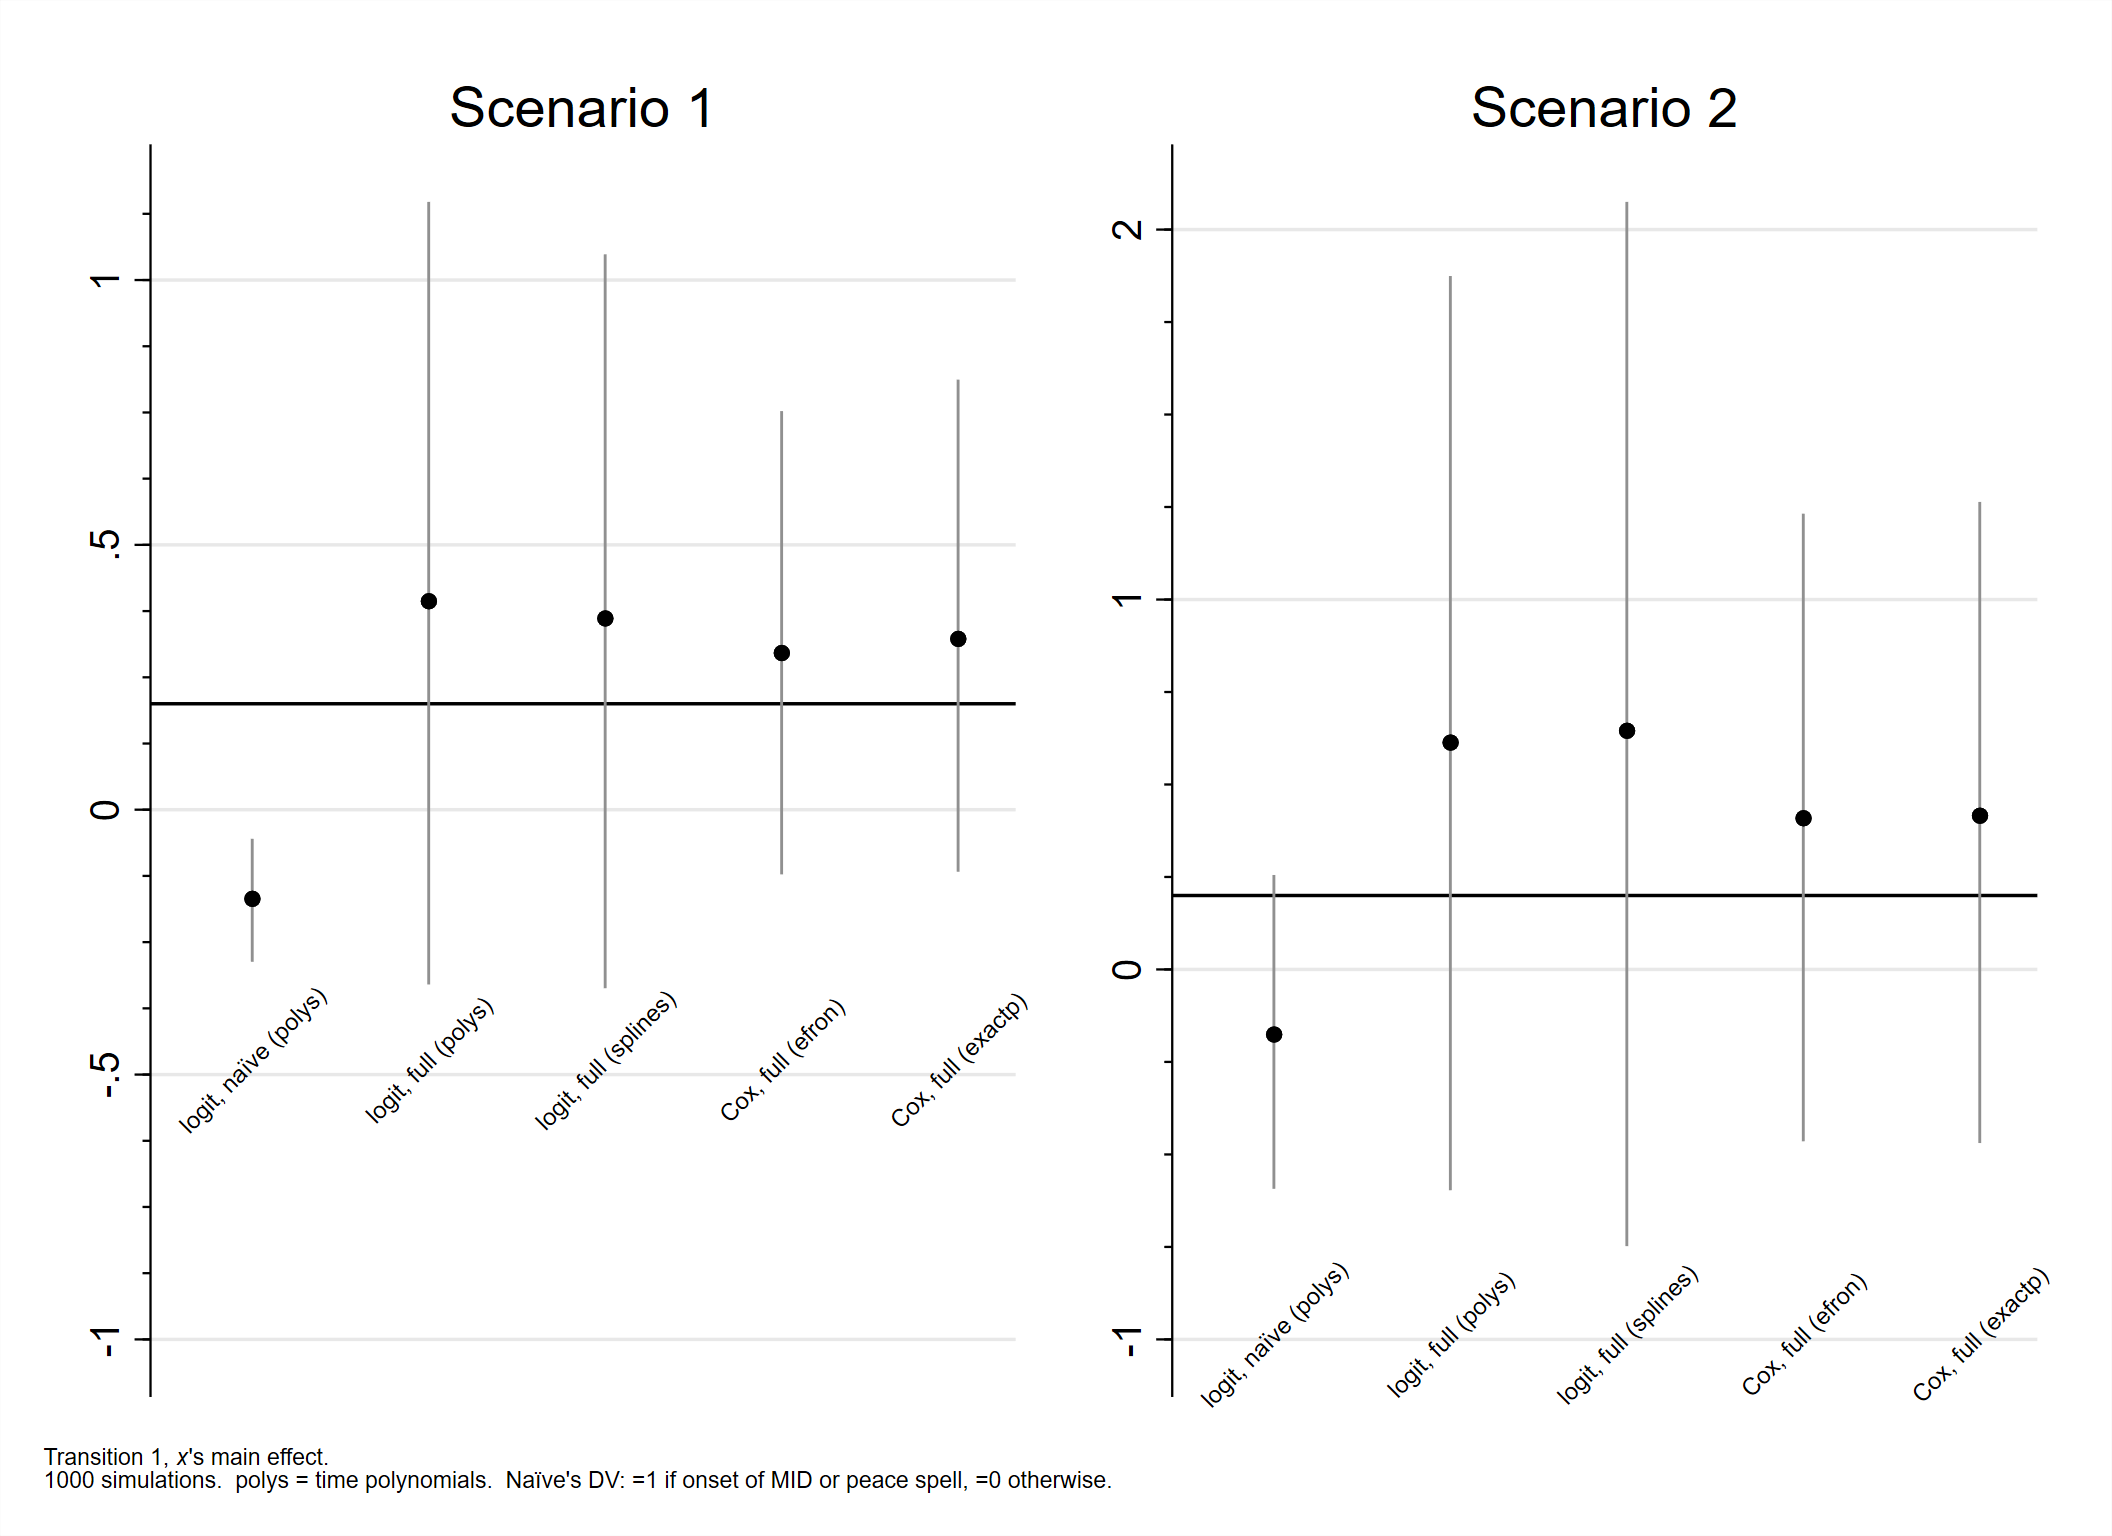 Scenario 1
1
.5
0
-.5
-1
logit, naïve (polys)
logit, full (polys)
logit, full (splines)
Cox, full (efron)
Cox, full (exactp)
Scenario 2
2
1
0
-1
logit, naïve (polys)
logit, full (polys)
logit, full (splines)
Cox, full (efron)
Cox, full (exactp)
Transition 1, x's main effect.
1000 simulations.  polys = time polynomials.  Naïve's DV: =1 if onset of MID or peace spell, =0 otherwise.